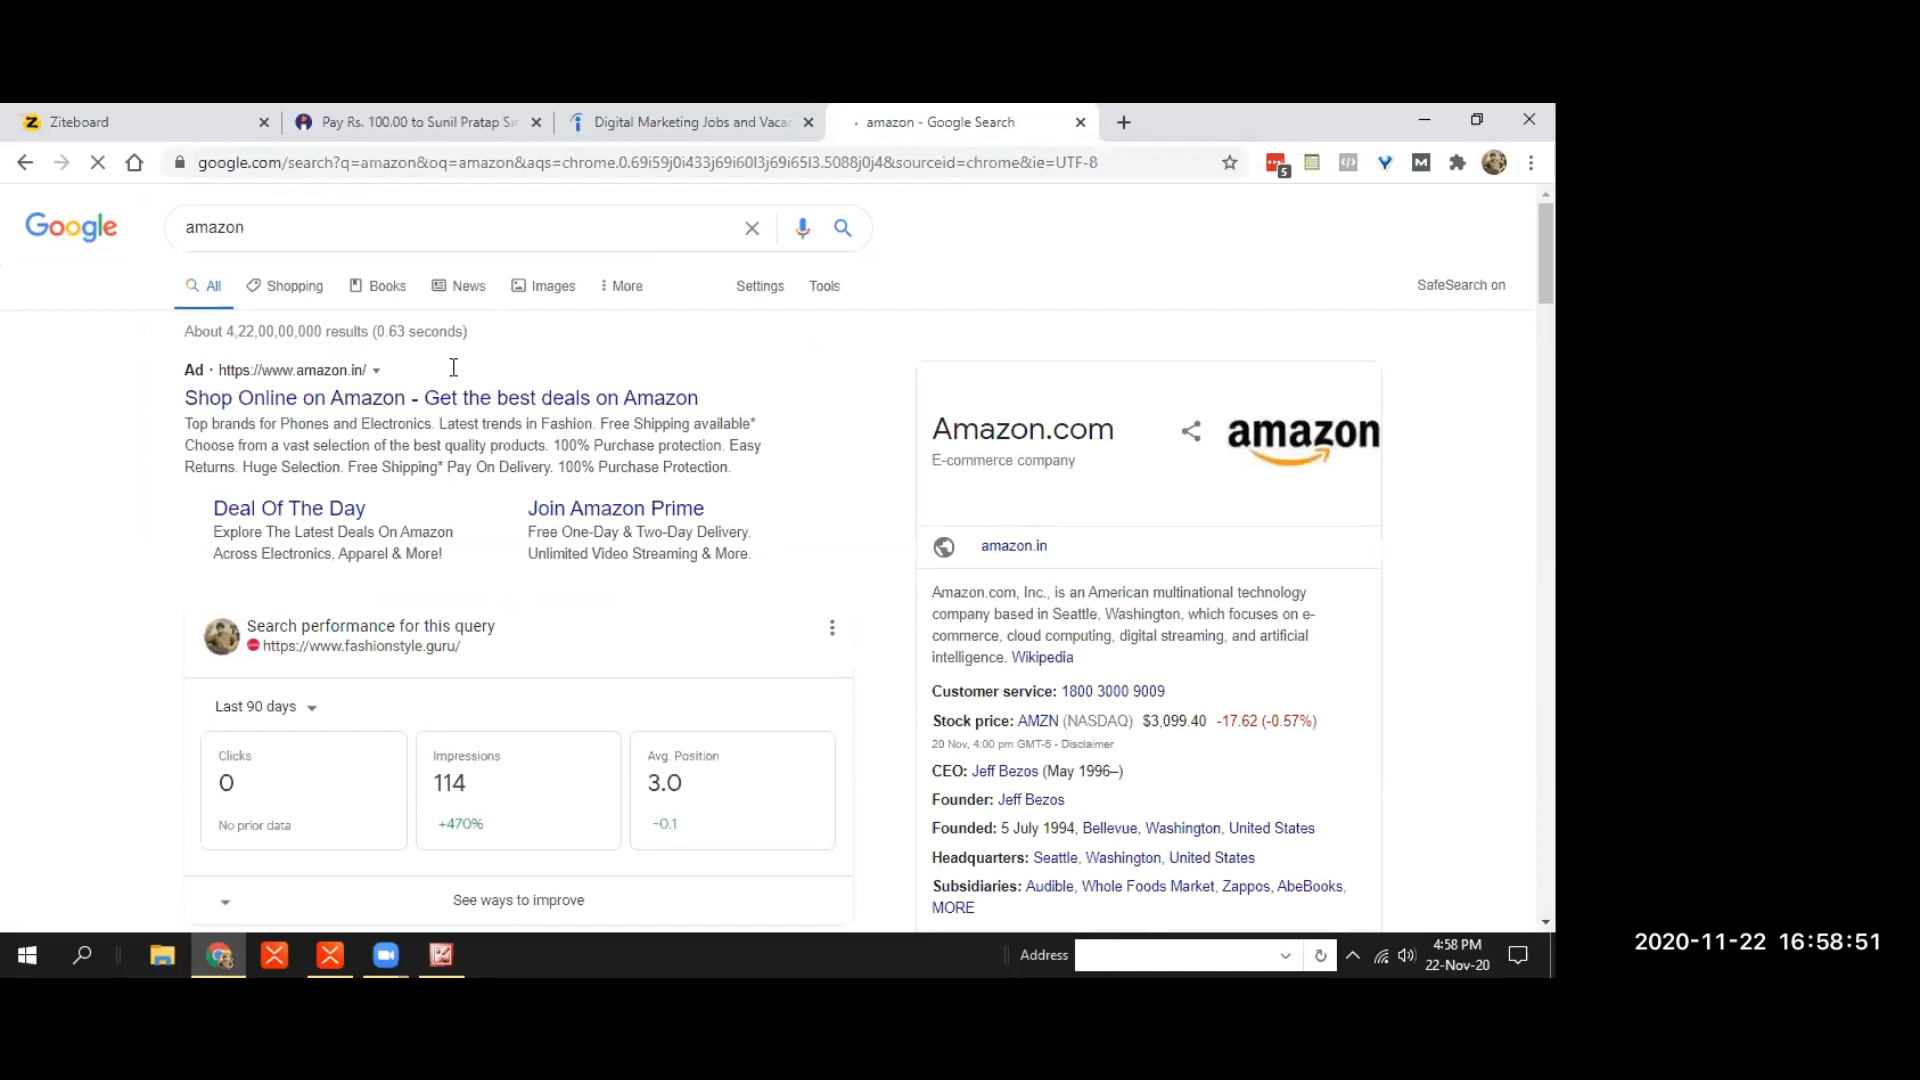 Ziteboard
Pay Rs. 100.00 to Sunil Pratap Sin
Digital Marketing Jobs and Vaca
amazon - Google Search
google.com/search?q=amazon&oq=amazon&aqs=chrome.0.69i59j0i433j69i60l3j69i65l3.5088j0j4&sourceid=chrome&ie=UTF-8
5
M
Google
amazon
All
Shopping
Books
News
Images
More
Settings
Tools
SafeSearch on
About 4,22,00,00,000 results (0.63 seconds)
Ad · https://www.amazon.in/
Shop Online on Amazon - Get the best deals on Amazon
Top brands for Phones and Electronics. Latest trends in Fashion. Free Shipping available*
Choose from a vast selection of the best quality products. 100% Purchase protection. Easy
Returns. Huge Selection. Free Shipping* Pay On Delivery. 100% Purchase Protection.
Deal Of The Day
Explore The Latest Deals On Amazon
Across Electronics, Apparel & More!
Join Amazon Prime
Free One-Day & Two-Day Delivery.
Unlimited Video Streaming & More.
Search performance for this query
https://www.fashionstyle.guru/
Last 90 days
Clicks
0
No prior data
Impressions
114
+470%
Avg. Position
3.0
-0.1
See ways to improve
Amazon.com
E-commerce company
amazon
amazon.in
Amazon.com, Inc., is an American multinational technology
company based in Seattle, Washington, which focuses on e-
commerce, cloud computing, digital streaming, and artificial
intelligence. Wikipedia
Customer service: 1800 3000 9009
Stock price: AMZN (NASDAQ) $3,099.40 -17.62 (-0.57%)
20 Nov, 4:00 pm GMT-5 - Disclaimer
CEO: Jeff Bezos (May 1996–)
Founder: Jeff Bezos
Founded: 5 July 1994, Bellevue, Washington, United States
Headquarters: Seattle, Washington, United States
Subsidiaries: Audible, Whole Foods Market, Zappos, AbeBooks,
MORE
Address
4:58 PM
22-Nov-20
2020-11-22 16:58:51